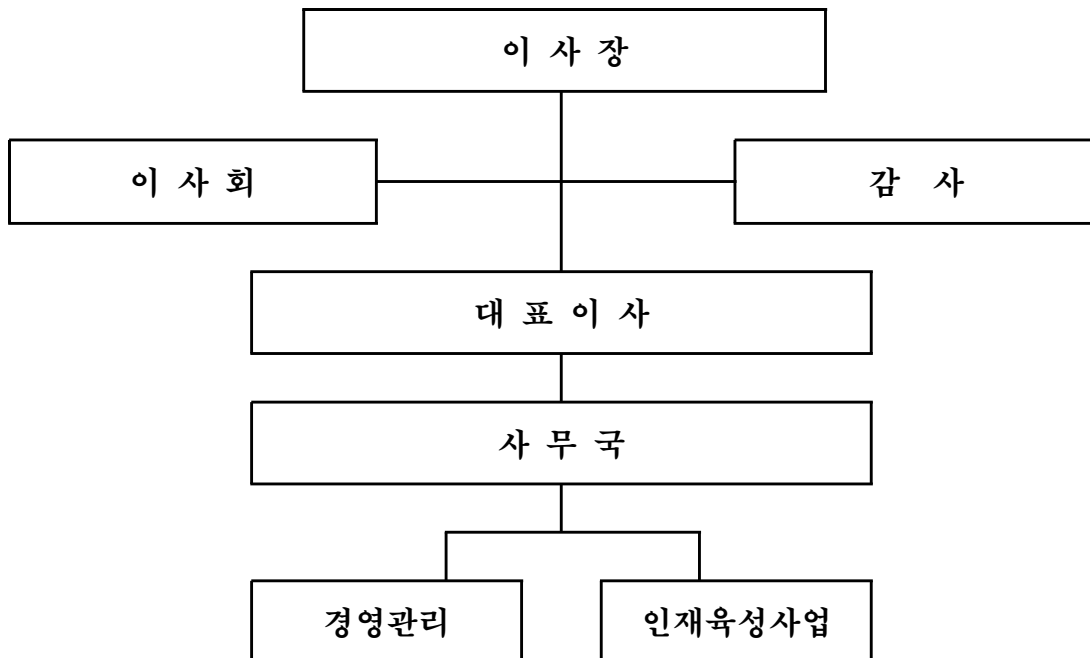 이 사 장
이 사 회
감 사
대 표 이 사
사 무 국
경영관리
인재육성사업